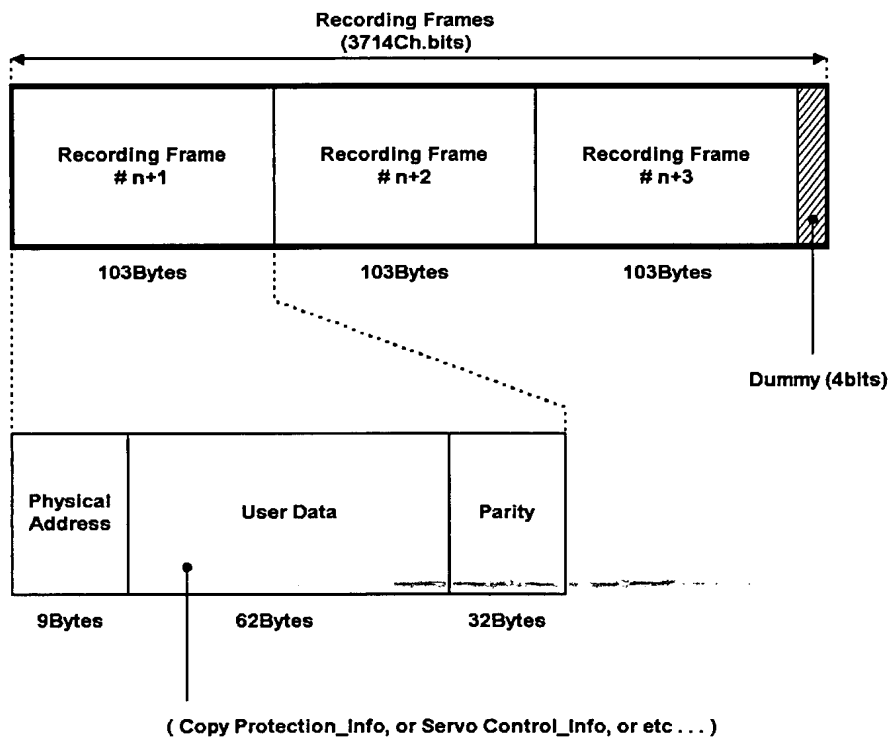 Recording Frames
(3714Ch.bits)
Recording Frame
# n+1
Recording Frame
# n+2
Recording Frame
# n+3
103Bytes
103Bytes
103Bytes
Dummy (4bits)
Physical
Address
User Data
Parity
9Bytes
62Bytes
32Bytes
( Copy Protection_Info, or Servo Control_Info, or etc . . . )